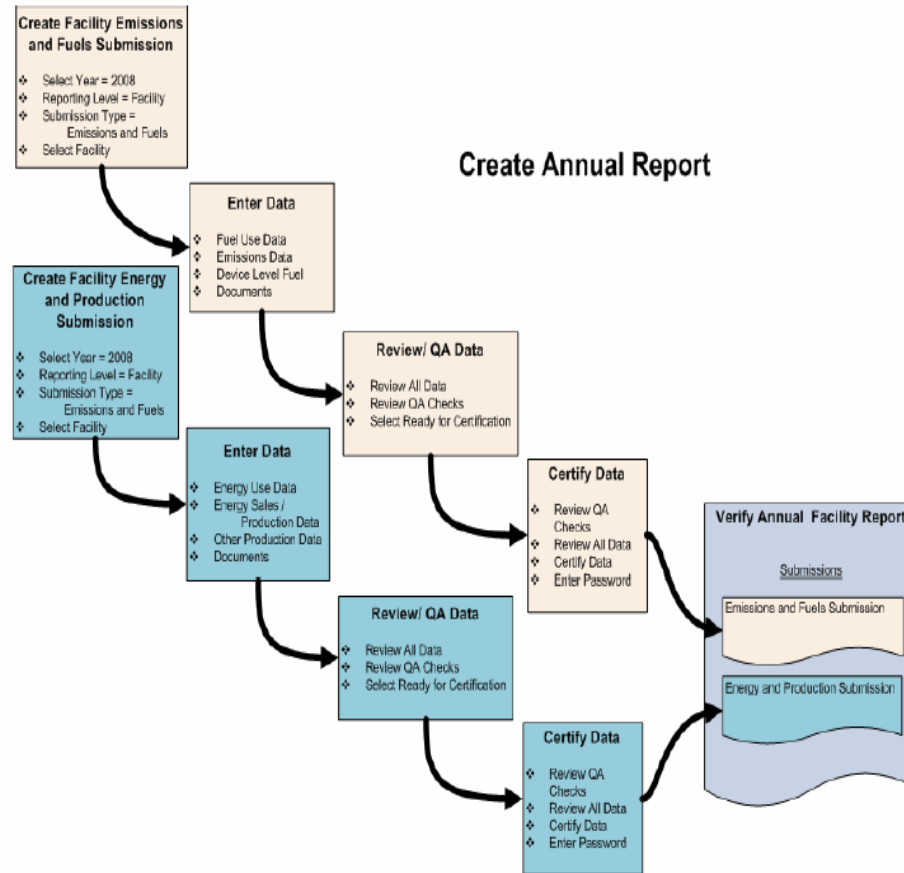 Create Facility Emissions
and Fuels Submission
❖ Select Year = 2008
❖ Reporting Level = Facility
❖ Submission Type =
Emissions and Fuels
❖ Select Facility
Create Annual Report
Enter Data
❖ Fuel Use Data
❖ Emissions Data
❖ Device Level Fuel
❖ Documents
Review/ QA Data
❖ Review All Data
❖ Review QA Checks
❖ Select Ready for Certification
Certify Data
❖ Review QA
Checks
❖ Review All Data
❖ Certify Data
❖ Enter Password
Create Facility Energy
and Production
Submission
❖ Select Year = 2008
❖ Reporting Level = Facility
❖ Submission Type =
Emissions and Fuels
❖ Select Facility
Enter Data
❖ Energy Use Data
❖ Energy Sales /
Production Data
❖ Other Production Data
❖ Documents
Review/ QA Data
❖ Review All Data
❖ Review QA Checks
❖ Select Ready for Certification
Certify Data
❖ Review QA
Checks
❖ Review All Data
❖ Certify Data
❖ Enter Password
Verify Annual Facility Report
Submissions
Emissions and Fuels Submission
Energy and Production Submission